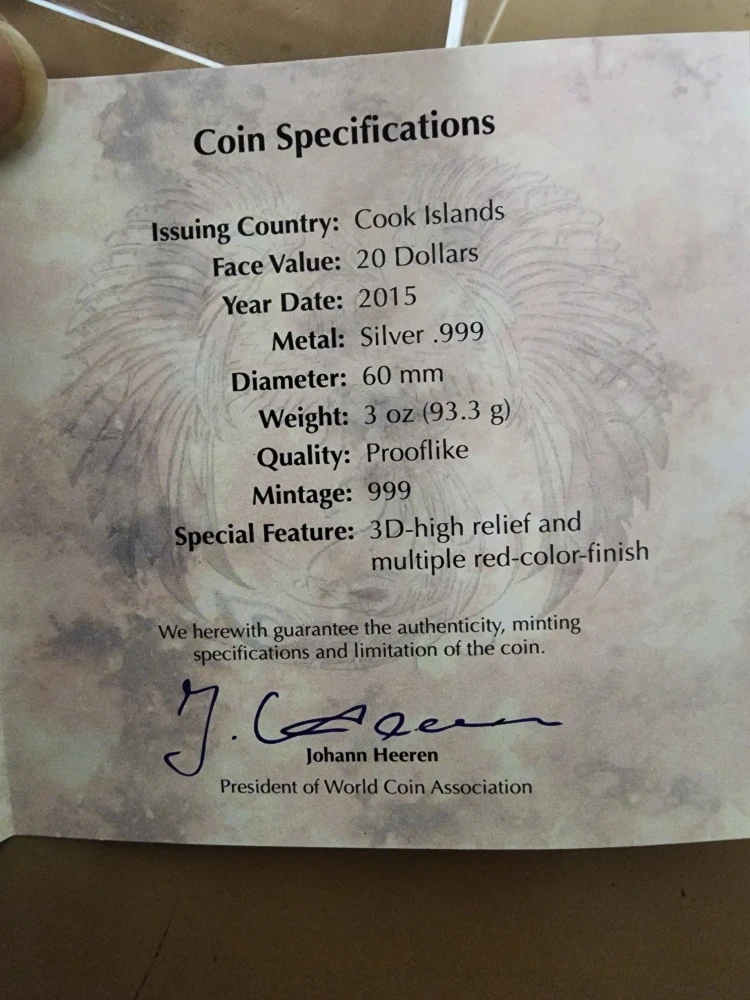 Coin Specifications
Issuing Country: Cook Islands
Face Value: 20 Dollars
Year Date: 2015
Metal: Silver .999
Diameter: 60 mm
Weight: 3 oz (93.3 g)
Quality: Prooflike
Mintage: 999
Special Feature: 3D-high relief and
multiple red-color-finish
We herewith guarantee the authenticity, minting
specifications and limitation of the coin.
J. Heeren
Johann Heeren
President of World Coin Association